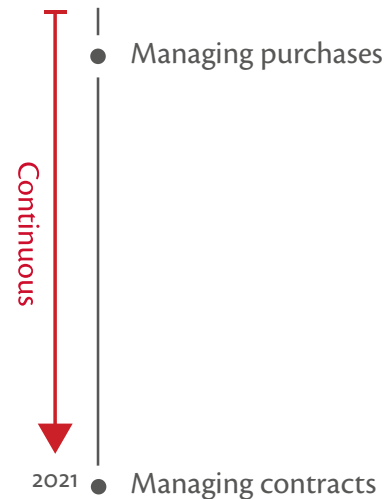 Managing purchases
Continuous
2021
Managing contracts